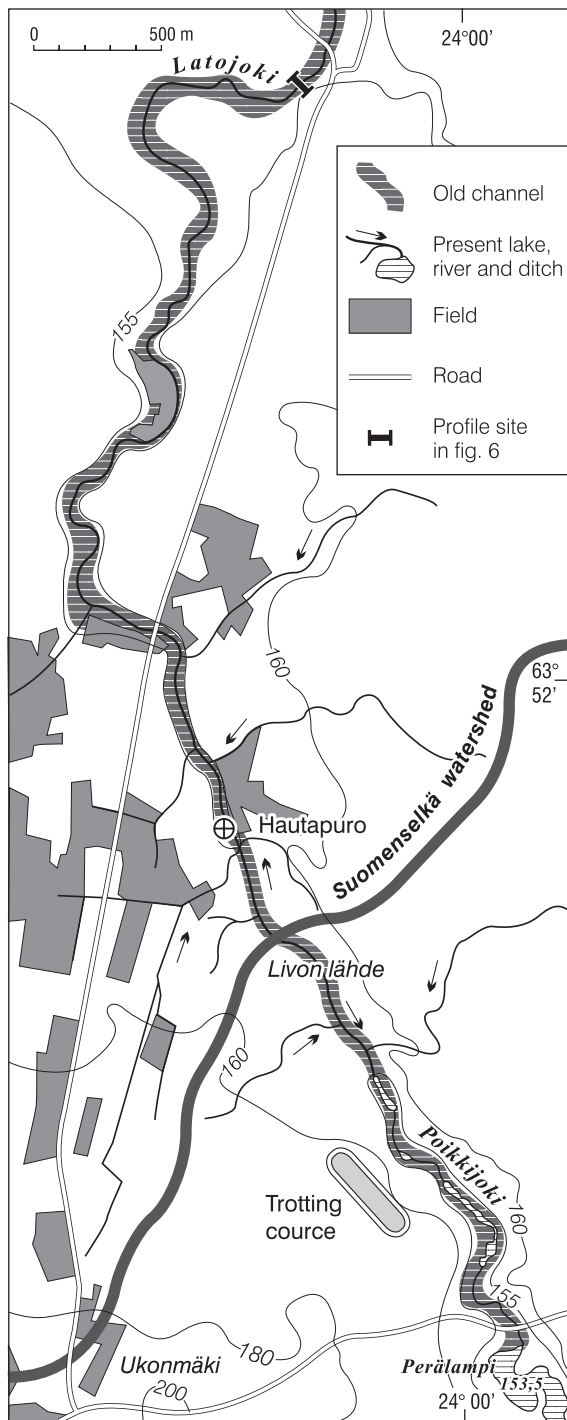 0 500 m
24°00'
Latojoki
Old channel
Present lake,
river and ditch
Field
Road
Profile site
in fig. 6
155
160
63°
52'
Suomenselkä watershed
Hautapuro
Livon lähde
160
Poikkijoki
160
Trotting
cource
155
180
Ukonmäki
200
Perälampi
153,5
24° 00'